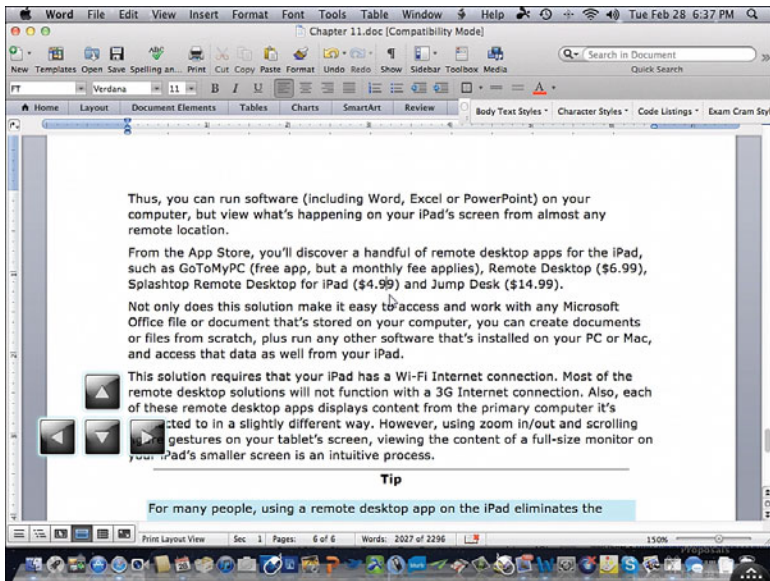 Word File Edit View Insert Format Font Tools Table Window Help Tue Feb 28 6:37 PM
Chapter 11.doc [Compatibility Mode]
Search in Document
New Templates Open Save Spelling an... Print Cut Copy Paste Format Undo Redo Show Sidebar Toolbox Media Quick Search
FT Verdana 11 B I U A
Home Layout Document Elements Tables Charts SmartArt Review Body Text Styles Character Styles Code Listings Exam Cram Sty
Thus, you can run software (including Word, Excel or PowerPoint) on your
computer, but view what's happening on your iPad's screen from almost any
remote location.
From the App Store, you'll discover a handful of remote desktop apps for the iPad,
such as GoToMyPC (free app, but a monthly fee applies), Remote Desktop ($6.99),
Splashtop Remote Desktop for iPad ($4.99) and Jump Desk ($14.99).
Not only does this solution make it easy to access and work with any Microsoft
Office file or document that's stored on your computer, you can create documents
or files from scratch, plus run any other software that's installed on your PC or Mac,
and access that data as well from your iPad.
This solution requires that your iPad has a Wi-Fi Internet connection. Most of the
remote desktop solutions will not function with a 3G Internet connection. Also, each
of these remote desktop apps displays content from the primary computer it's
cted to in a slightly different way. However, using zoom in/out and scrolling
gestures on your tablet's screen, viewing the content of a full-size monitor on
your iPad's smaller screen is an intuitive process.
Tip
For many people, using a remote desktop app on the iPad eliminates the
Print Layout View Sec 1 Pages: 6 of 6 Words: 2027 of 2296 150%
Proposals